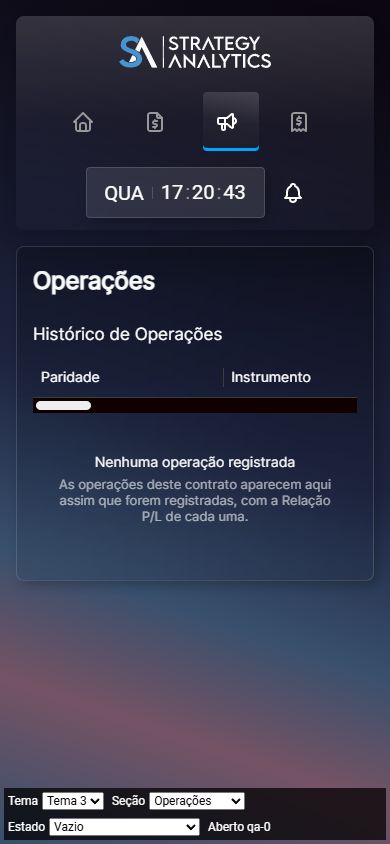 STRATEGY
ANALYTICS
QUA 17:20:43
Operações
Histórico de Operações
Paridade Instrumento
Nenhuma operação registrada
As operações deste contrato aparecem aqui
assim que forem registradas, com a Relação
P/L de cada uma.
Tema Tema 3 Seção Operações
Estado Vazio Aberto qa-0